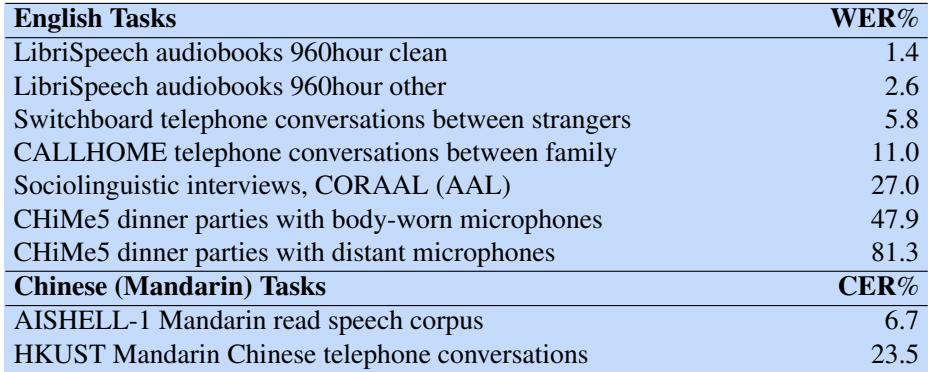 English Tasks WER%
LibriSpeech audiobooks 960hour clean 1.4
LibriSpeech audiobooks 960hour other 2.6
Switchboard telephone conversations between strangers 5.8
CALLHOME telephone conversations between family 11.0
Sociolinguistic interviews, CORAAL (AAL) 27.0
CHiMe5 dinner parties with body-worn microphones 47.9
CHiMe5 dinner parties with distant microphones 81.3
Chinese (Mandarin) Tasks CER%
AISHELL-1 Mandarin read speech corpus 6.7
HKUST Mandarin Chinese telephone conversations 23.5